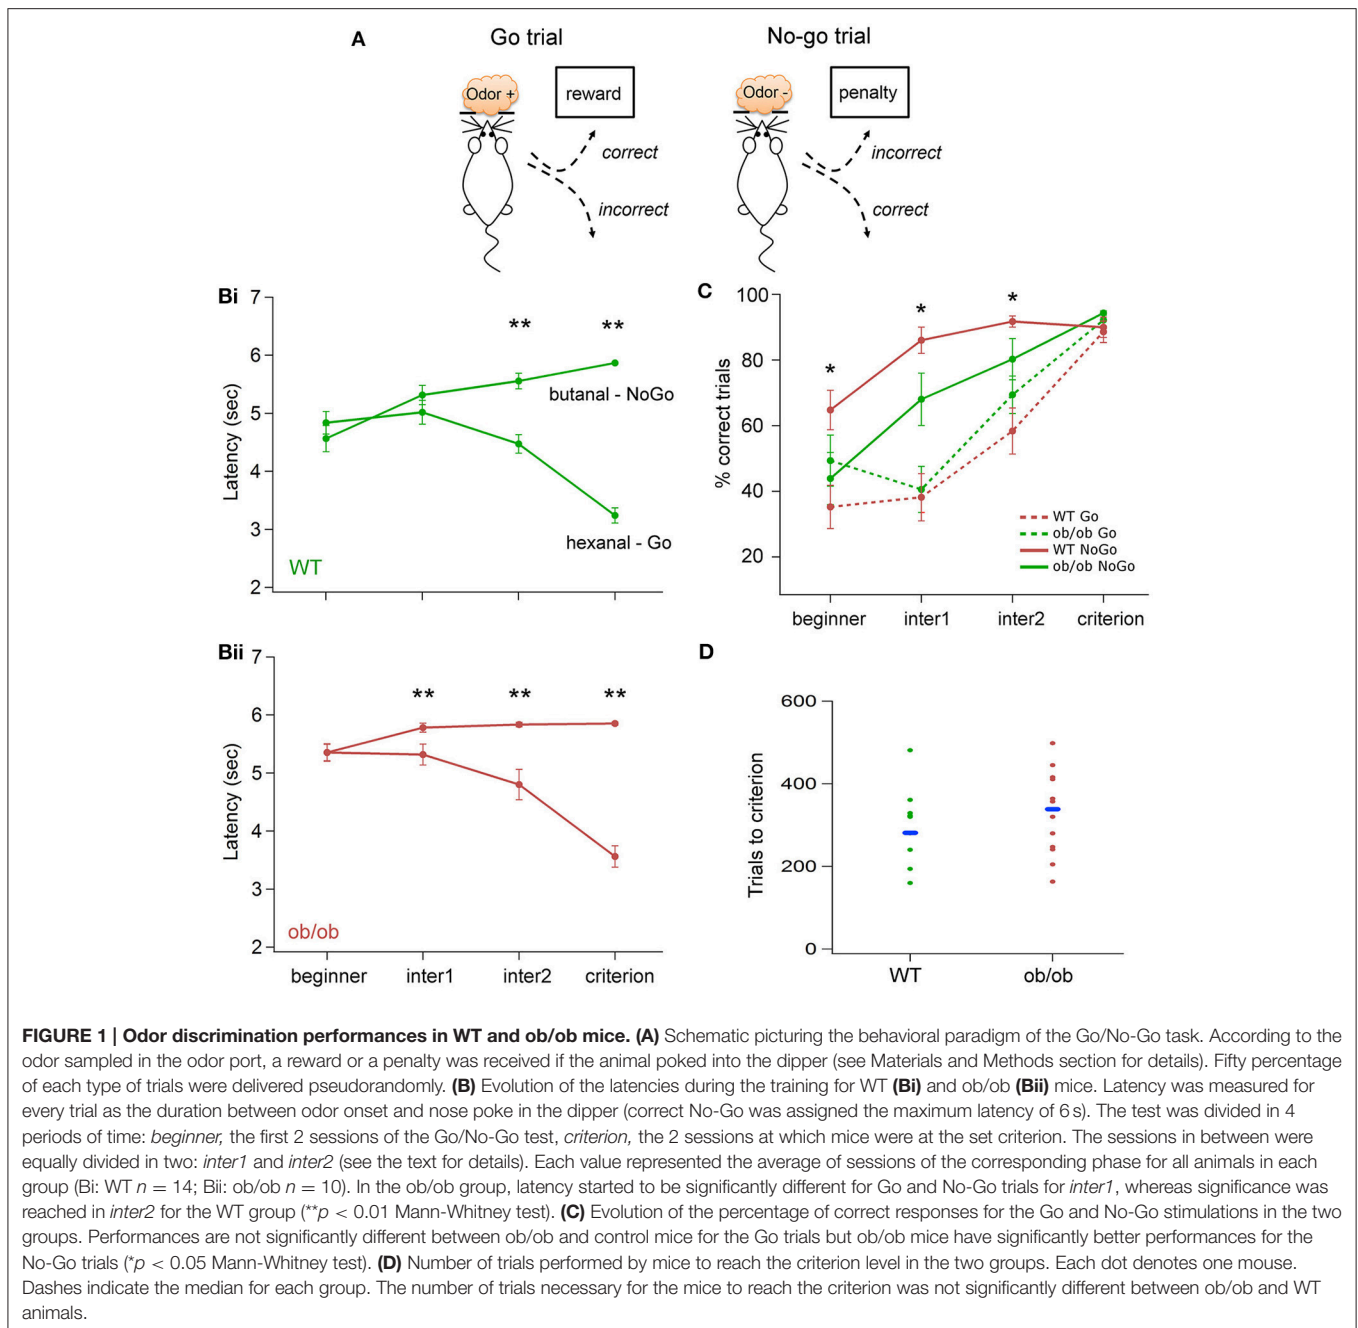 A
Go trial
No-go trial
Odor +
reward
correct
incorrect
Odor -
penalty
incorrect
correct
Bi
7
6
5
4
3
2
Latency (sec)
** **
butanal - NoGo
hexanal - Go
WT
C
100
80
60
40
20
% correct trials
* * *
WT Go
ob/ob Go
WT NoGo
ob/ob NoGo
beginner inter1 inter2 criterion
Bii
7
6
5
4
3
2
Latency (sec)
** ** **
ob/ob
beginner inter1 inter2 criterion
D
600
400
200
0
Trials to criterion
WT ob/ob
FIGURE 1 | Odor discrimination performances in WT and ob/ob mice. (A) Schematic picturing the behavioral paradigm of the Go/No-Go task. According to the
odor sampled in the odor port, a reward or a penalty was received if the animal poked into the dipper (see Materials and Methods section for details). Fifty percentage
of each type of trials were delivered pseudorandomly. (B) Evolution of the latencies during the training for WT (Bi) and ob/ob (Bii) mice. Latency was measured for
every trial as the duration between odor onset and nose poke in the dipper (correct No-Go was assigned the maximum latency of 6 s). The test was divided in 4
periods of time: beginner, the first 2 sessions of the Go/No-Go test, criterion, the 2 sessions at which mice were at the set criterion. The sessions in between were
equally divided in two: inter1 and inter2 (see the text for details). Each value represented the average of sessions of the corresponding phase for all animals in each
group (Bi: WT n = 14; Bii: ob/ob n = 10). In the ob/ob group, latency started to be significantly different for Go and No-Go trials for inter1, whereas significance was
reached in inter2 for the WT group (**p < 0.01 Mann-Whitney test). (C) Evolution of the percentage of correct responses for the Go and No-Go stimulations in the two
groups. Performances are not significantly different between ob/ob and control mice for the Go trials but ob/ob mice have significantly better performances for the
No-Go trials (*p < 0.05 Mann-Whitney test). (D) Number of trials performed by mice to reach the criterion level in the two groups. Each dot denotes one mouse.
Dashes indicate the median for each group. The number of trials necessary for the mice to reach the criterion was not significantly different between ob/ob and WT
animals.